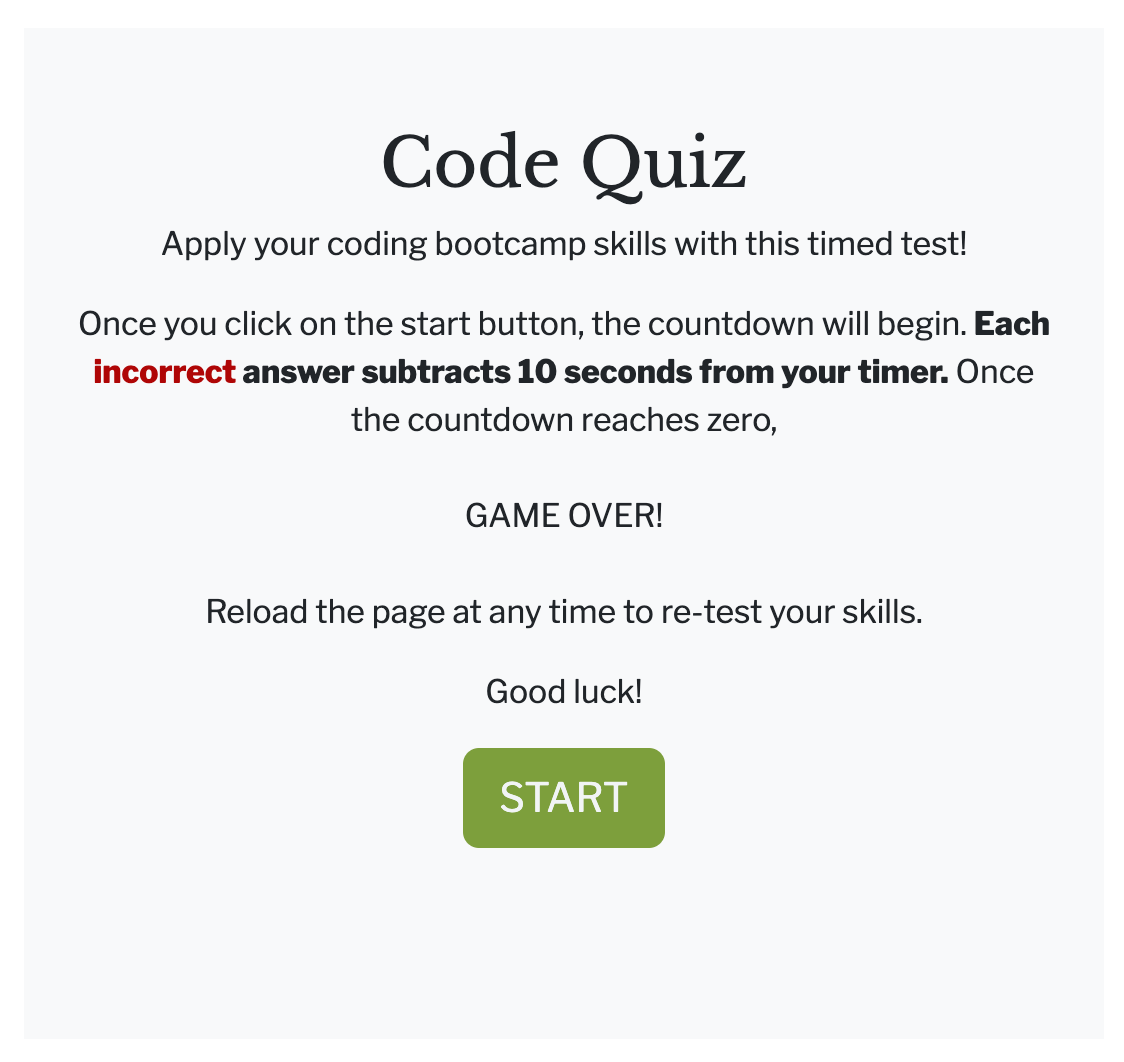 Code Quiz
Apply your coding bootcamp skills with this timed test!
Once you click on the start button, the countdown will begin. Each
incorrect answer subtracts 10 seconds from your timer. Once
the countdown reaches zero,
GAME OVER!
Reload the page at any time to re-test your skills.
Good luck!
START